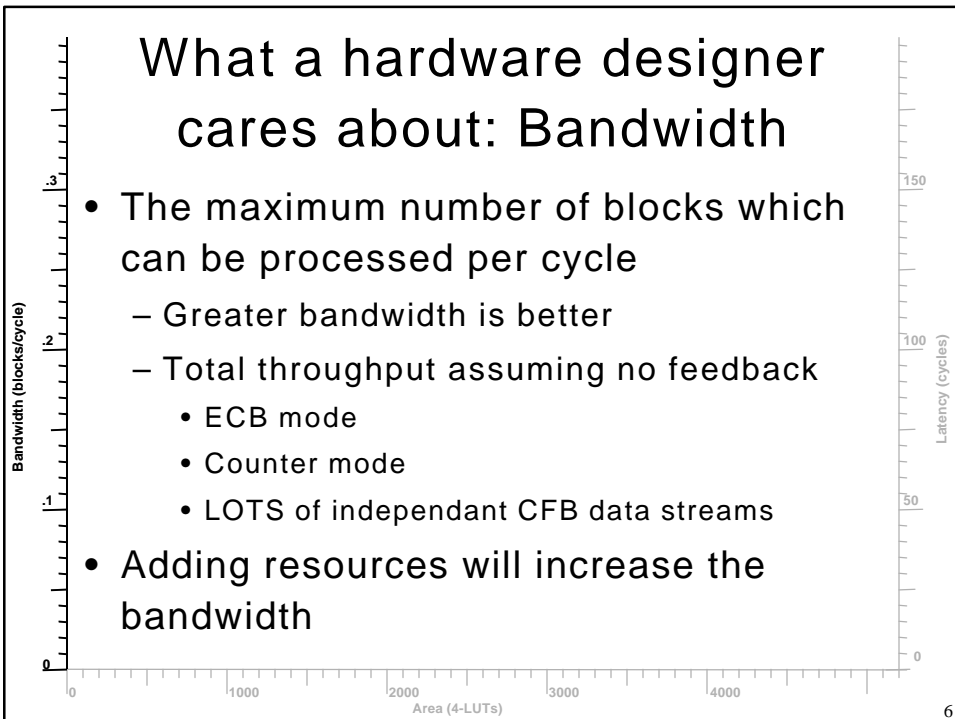 What a hardware designer
cares about: Bandwidth
• The maximum number of blocks which
can be processed per cycle
– Greater bandwidth is better
– Total throughput assuming no feedback
• ECB mode
• Counter mode
• LOTS of independant CFB data streams
• Adding resources will increase the
bandwidth
Bandwidth (blocks/cycle)
.3
.2
.1
0
150
100
50
0
Latency (cycles)
0 1000 2000 3000 4000
Area (4-LUTs)
6